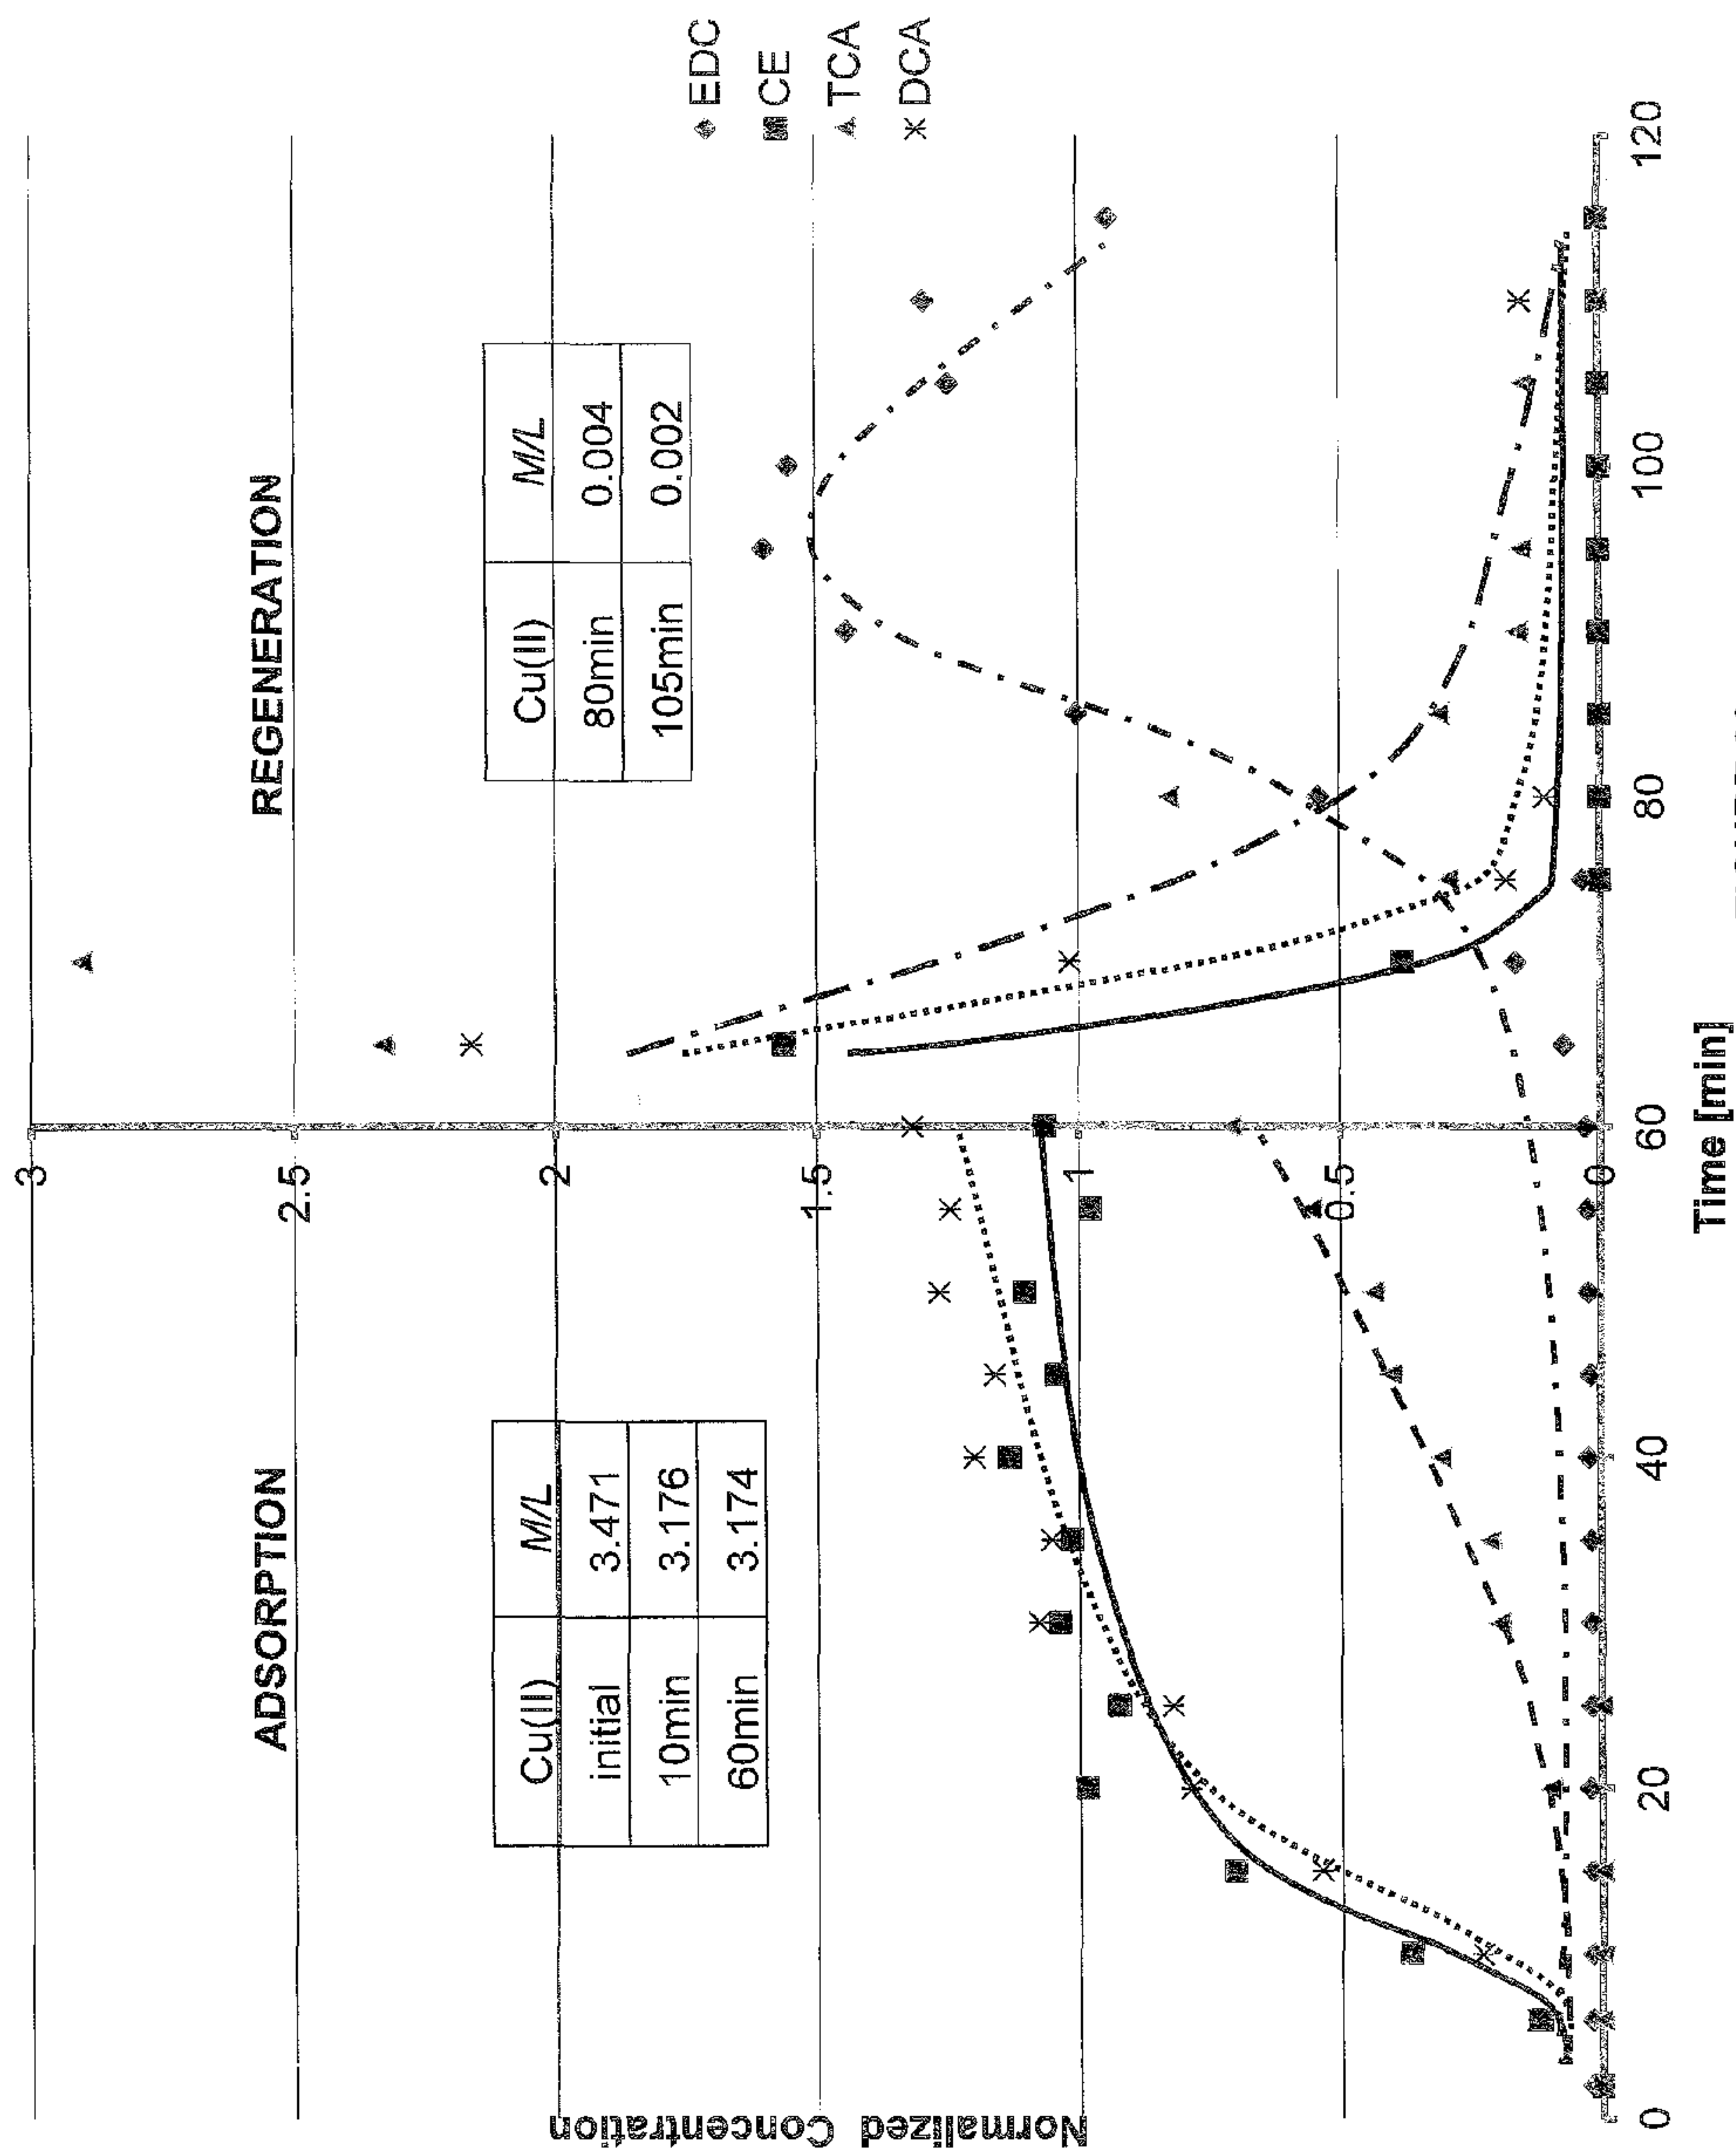 ADSORPTION
REGENERATION
Cu(II) M/L
initial 3.471
10min 3.176
60min 3.174
Cu(II) M/L
80min 0.004
105min 0.002
EDC
CE
TCA
DCA
Normalized Concentration
3
2.5
2
1.5
1
0.5
0
0 20 40 60 80 100 120
Time [min]